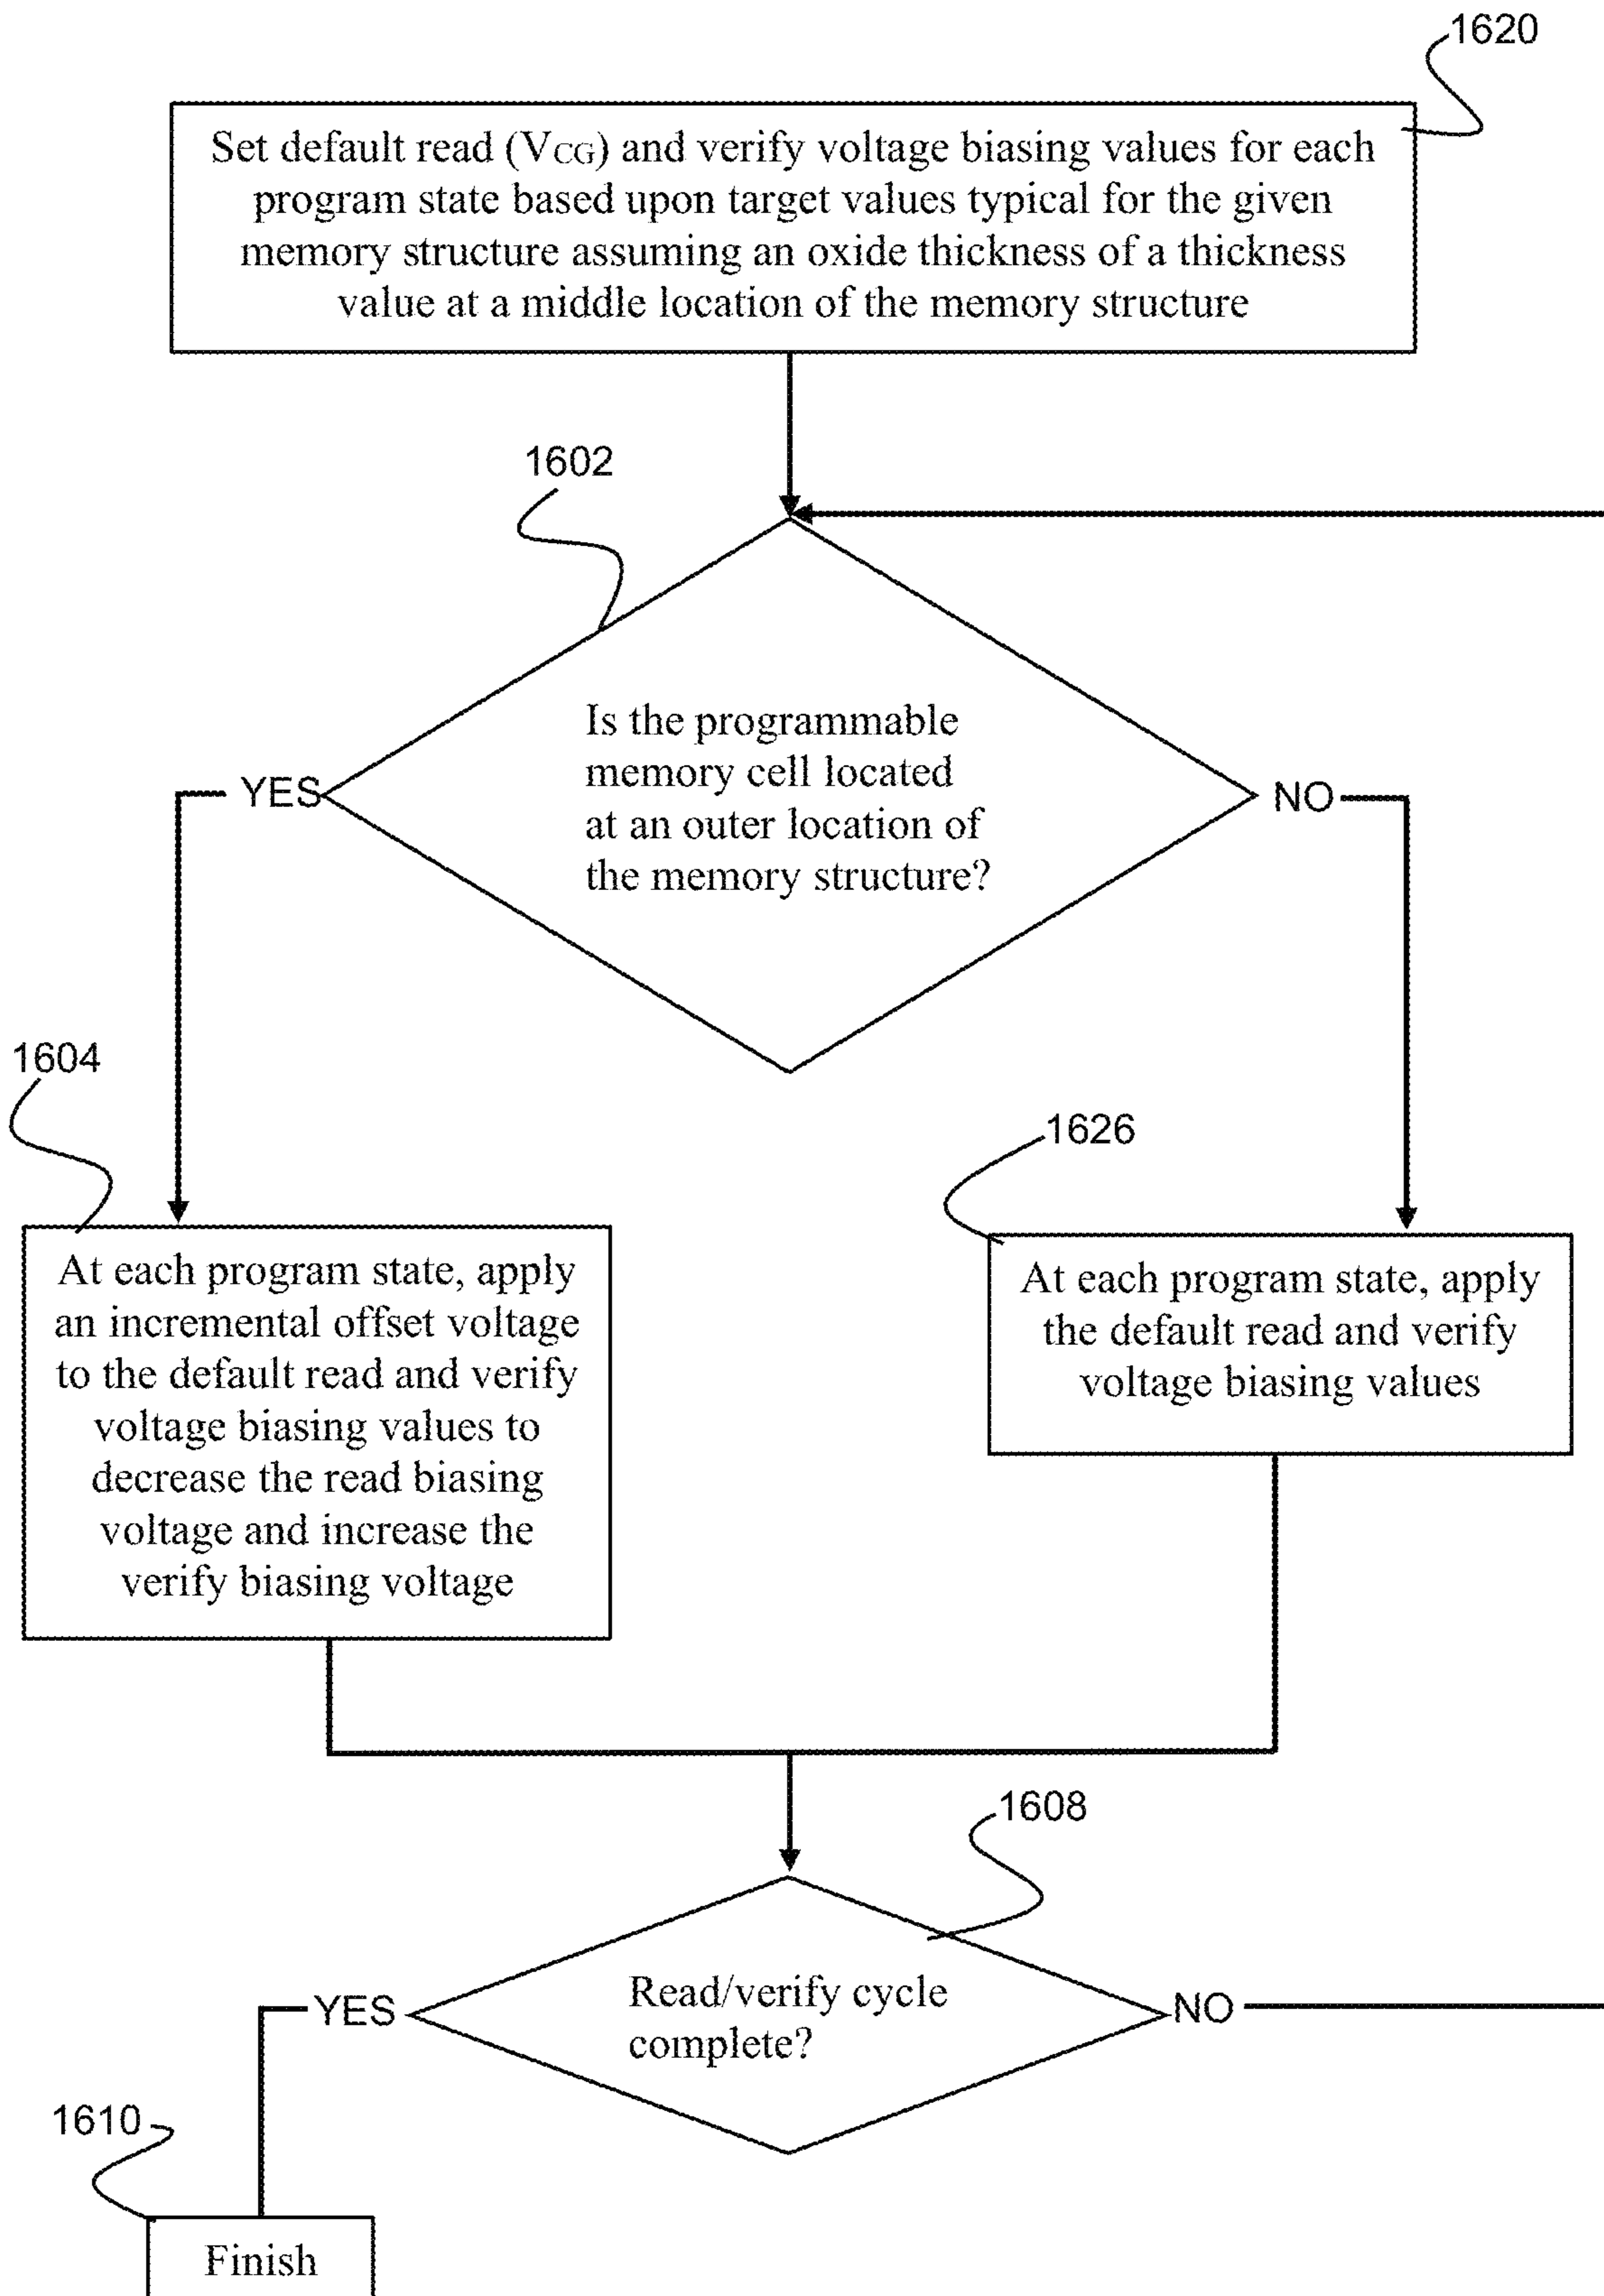 1620
Set default read (VCG) and verify voltage biasing values for each
program state based upon target values typical for the given
memory structure assuming an oxide thickness of a thickness
value at a middle location of the memory structure
1602
Is the programmable
memory cell located
at an outer location of
the memory structure?
YES
NO
1604
At each program state, apply
an incremental offset voltage
to the default read and verify
voltage biasing values to
decrease the read biasing
voltage and increase the
verify biasing voltage
1626
At each program state, apply
the default read and verify
voltage biasing values
1608
Read/verify cycle
complete?
YES
NO
1610
Finish